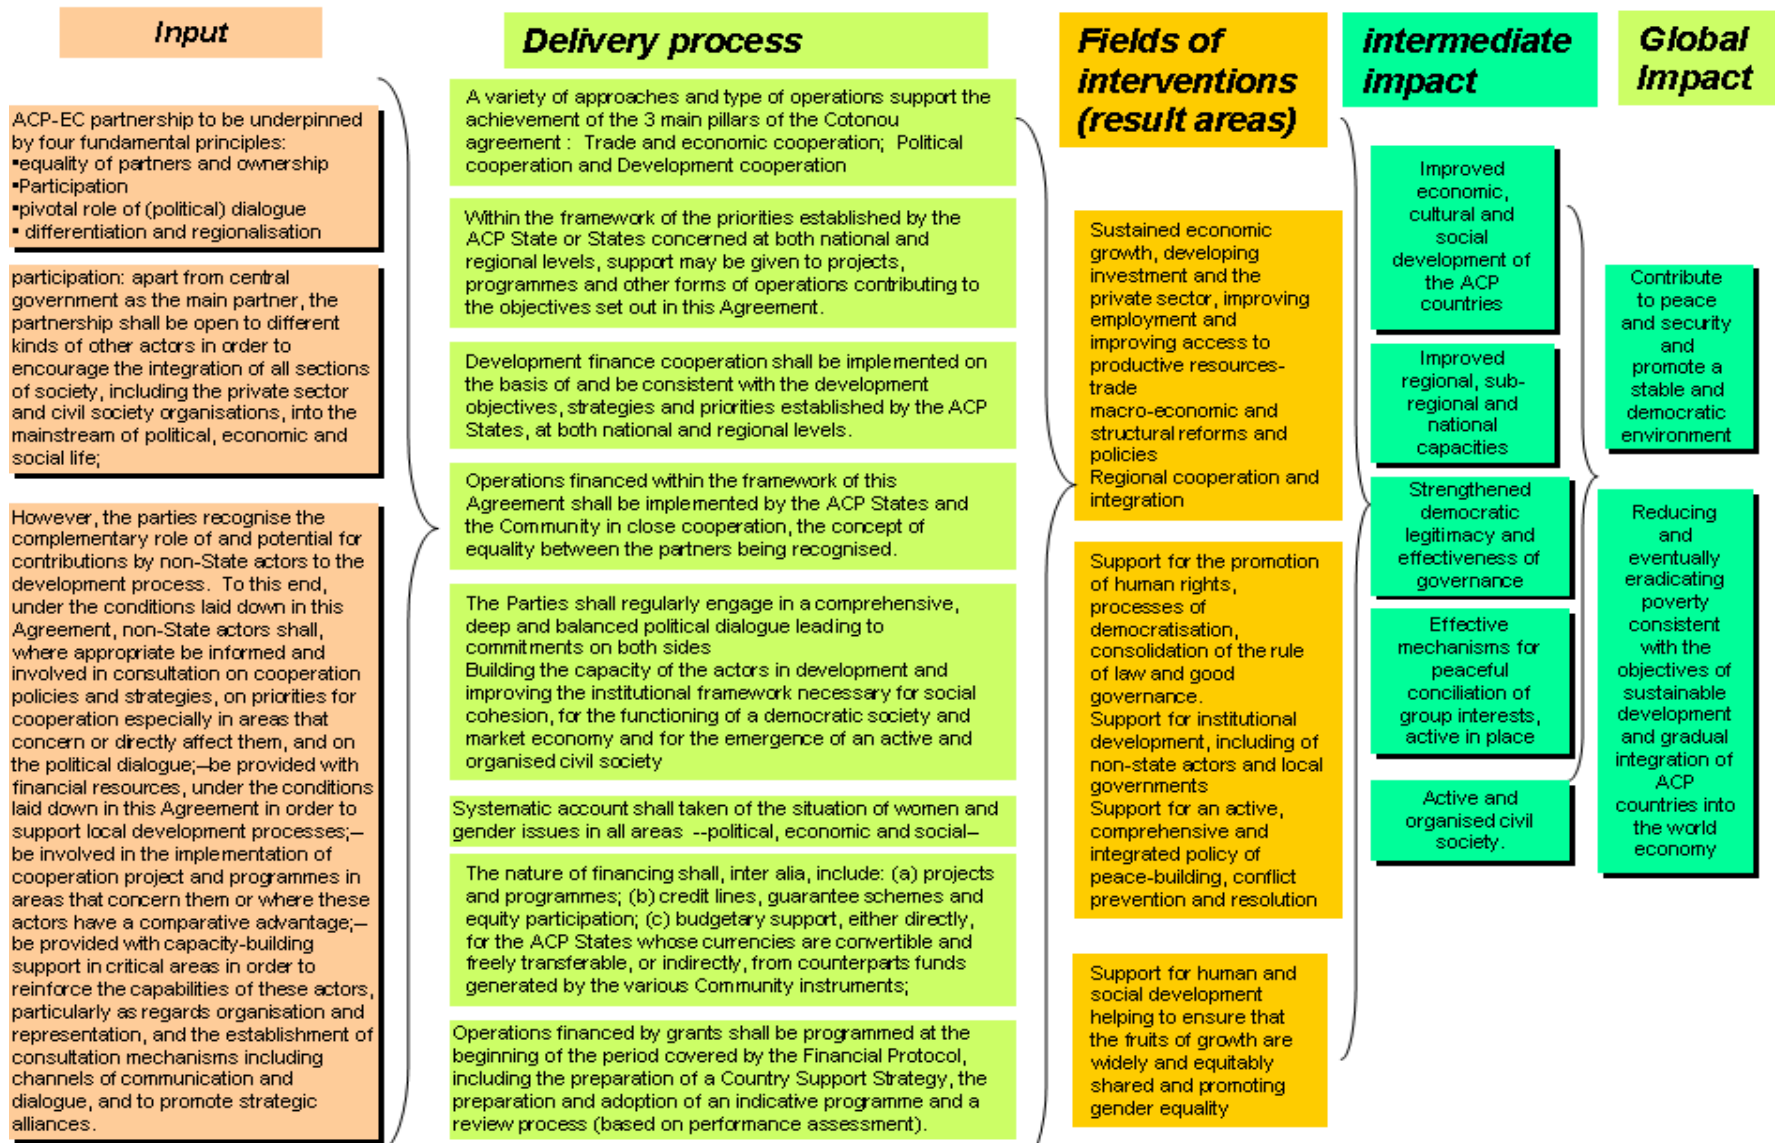 Input
ACP-EC partnership to be underpinned
by four fundamental principles:
▪equality of partners and ownership
▪Participation
▪pivotal role of (political) dialogue
▪ differentiation and regionalisation
participation: apart from central
government as the main partner, the
partnership shall be open to different
kinds of other actors in order to
encourage the integration of all sections
of society, including the private sector
and civil society organisations, into the
mainstream of political, economic and
social life;
However, the parties recognise the
complementary role of and potential for
contributions by non-State actors to the
development process. To this end,
under the conditions laid down in this
Agreement, non-State actors shall,
where appropriate be informed and
involved in consultation on cooperation
policies and strategies, on priorities for
cooperation especially in areas that
concern or directly affect them, and on
the political dialogue;–be provided with
financial resources, under the conditions
laid down in this Agreement in order to
support local development processes;–
be involved in the implementation of
cooperation project and programmes in
areas that concern them or where these
actors have a comparative advantage;–
be provided with capacity-building
support in critical areas in order to
reinforce the capabilities of these actors,
particularly as regards organisation and
representation, and the establishment of
consultation mechanisms including
channels of communication and
dialogue, and to promote strategic
alliances.
Delivery process
A variety of approaches and type of operations support the
achievement of the 3 main pillars of the Cotonou
agreement : Trade and economic cooperation; Political
cooperation and Development cooperation
Within the framework of the priorities established by the
ACP State or States concerned at both national and
regional levels, support may be given to projects,
programmes and other forms of operations contributing to
the objectives set out in this Agreement.
Development finance cooperation shall be implemented on
the basis of and be consistent with the development
objectives, strategies and priorities established by the ACP
States, at both national and regional levels.
Operations financed within the framework of this
Agreement shall be implemented by the ACP States and
the Community in close cooperation, the concept of
equality between the partners being recognised.
The Parties shall regularly engage in a comprehensive,
deep and balanced political dialogue leading to
commitments on both sides
Building the capacity of the actors in development and
improving the institutional framework necessary for social
cohesion, for the functioning of a democratic society and
market economy and for the emergence of an active and
organised civil society
Systematic account shall taken of the situation of women and
gender issues in all areas --political, economic and social–
The nature of financing shall, inter alia, include: (a) projects
and programmes; (b) credit lines, guarantee schemes and
equity participation; (c) budgetary support, either directly,
for the ACP States whose currencies are convertible and
freely transferable, or indirectly, from counterparts funds
generated by the various Community instruments;
Operations financed by grants shall be programmed at the
beginning of the period covered by the Financial Protocol,
including the preparation of a Country Support Strategy, the
preparation and adoption of an indicative programme and a
review process (based on performance assessment).
Fields of
interventions
(result areas)
Sustained economic
growth, developing
investment and the
private sector, improving
employment and
improving access to
productive resources-
trade
macro-economic and
structural reforms and
policies
Regional cooperation and
integration
Support for the promotion
of human rights,
processes of
democratisation,
consolidation of the rule
of law and good
governance.
Support for institutional
development, including of
non-state actors and local
governments
Support for an active,
comprehensive and
integrated policy of
peace-building, conflict
prevention and resolution
Support for human and
social development
helping to ensure that
the fruits of growth are
widely and equitably
shared and promoting
gender equality
intermediate
impact
Improved
economic,
cultural and
social
development of
the ACP
countries
Improved
regional, sub-
regional and
national
capacities
Strengthened
democratic
legitimacy and
effectiveness of
governance
Effective
mechanisms for
peaceful
conciliation of
group interests,
active in place
Active and
organised civil
society.
Global
Impact
Contribute
to peace
and security
and
promote a
stable and
democratic
environment
Reducing
and
eventually
eradicating
poverty
consistent
with the
objectives of
sustainable
development
and gradual
integration of
ACP
countries into
the world
economy